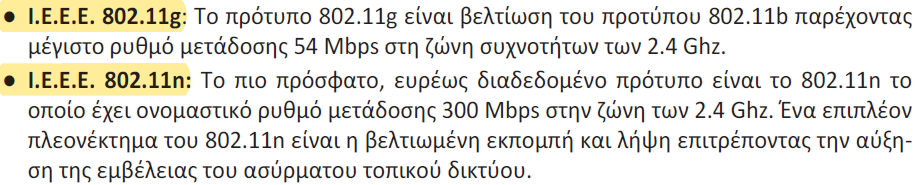 ● Ι.Ε.Ε.Ε. 802.11g: Το πρότυπο 802.11g είναι βελτίωση του προτύπου 802.11b παρέχοντας
μέγιστο ρυθμό μετάδοσης 54 Mbps στη ζώνη συχνοτήτων των 2.4 Ghz.
● Ι.Ε.Ε.Ε. 802.11n: Το πιο πρόσφατο, ευρέως διαδεδομένο πρότυπο είναι το 802.11n το
οποίο έχει ονομαστικό ρυθμό μετάδοσης 300 Mbps στην ζώνη των 2.4 Ghz. Ένα επιπλέον
πλεονέκτημα του 802.11n είναι η βελτιωμένη εκπομπή και λήψη επιτρέποντας την αύξη-
ση της εμβέλειας του ασύρματου τοπικού δικτύου.